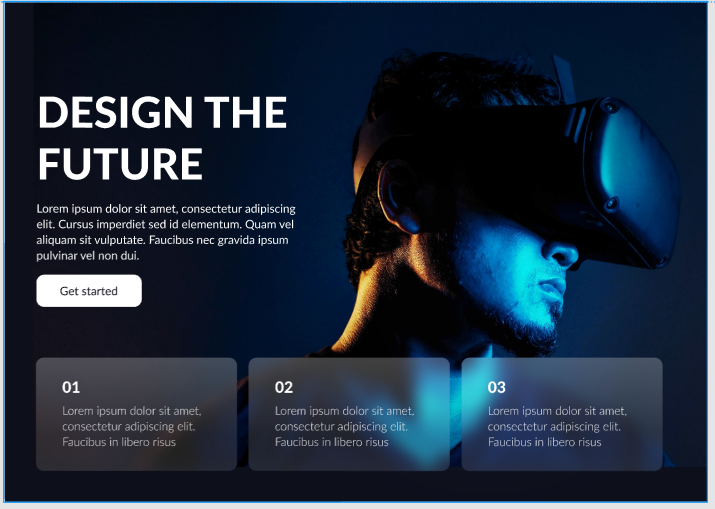 DESIGN THE
FUTURE
Lorem ipsum dolor sit amet, consectetur adipiscing
elit. Cursus imperdiet sed id elementum. Quam vel
aliquam sit vulputate. Faucibus nec gravida ipsum
pulvinar vel non dui.
Get started
01
Lorem ipsum dolor sit amet,
consectetur adipiscing elit.
Faucibus in libero risus
02
Lorem ipsum dolor sit amet,
consectetur adipiscing elit.
Faucibus in libero risus
03
Lorem ipsum dolor sit amet,
consectetur adipiscing elit.
Faucibus in libero risus